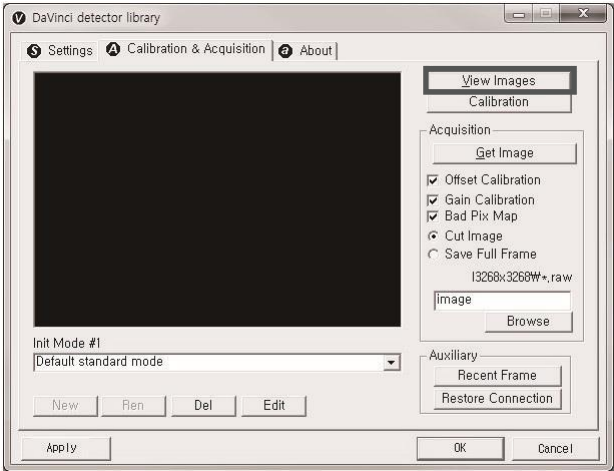 DaVinci detector library
Settings
Calibration & Acquisition
About
View Images
Calibration
Acquisition
Get Image
Offset Calibration
Gain Calibration
Bad Pix Map
Cut Image
Save Full Frame
I3268x3268₩*.raw
image
Browse
Init Mode #1
Default standard mode
Auxiliary
Recent Frame
Restore Connection
New
Ren
Del
Edit
Apply
OK
Cancel